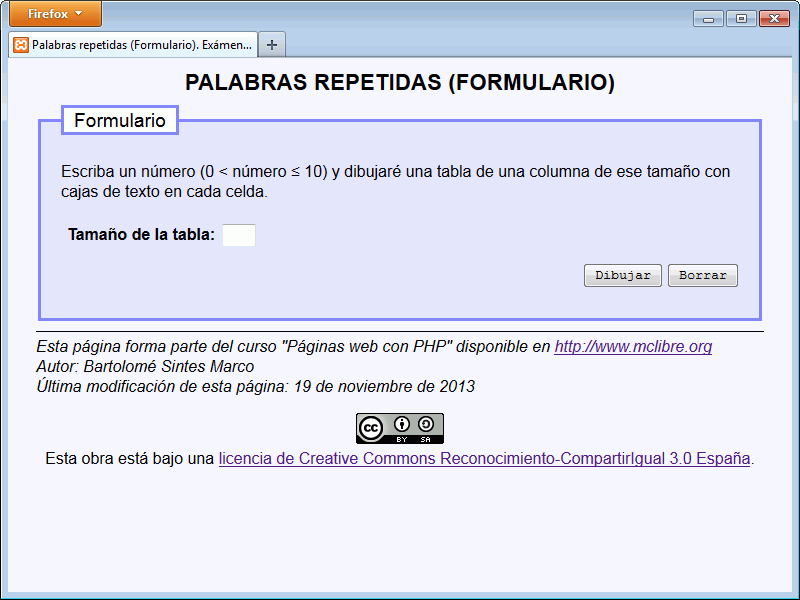 Firefox
Palabras repetidas (Formulario). Exámen...
PALABRAS REPETIDAS (FORMULARIO)
Formulario
Escriba un número (0 < número ≤ 10) y dibujaré una tabla de una columna de ese tamaño con
cajas de texto en cada celda.
Tamaño de la tabla:
Dibujar Borrar
Esta página forma parte del curso "Páginas web con PHP" disponible en http://www.mclibre.org
Autor: Bartolomé Sintes Marco
Última modificación de esta página: 19 de noviembre de 2013
cc BY SA
Esta obra está bajo una licencia de Creative Commons Reconocimiento-CompartirIgual 3.0 España.